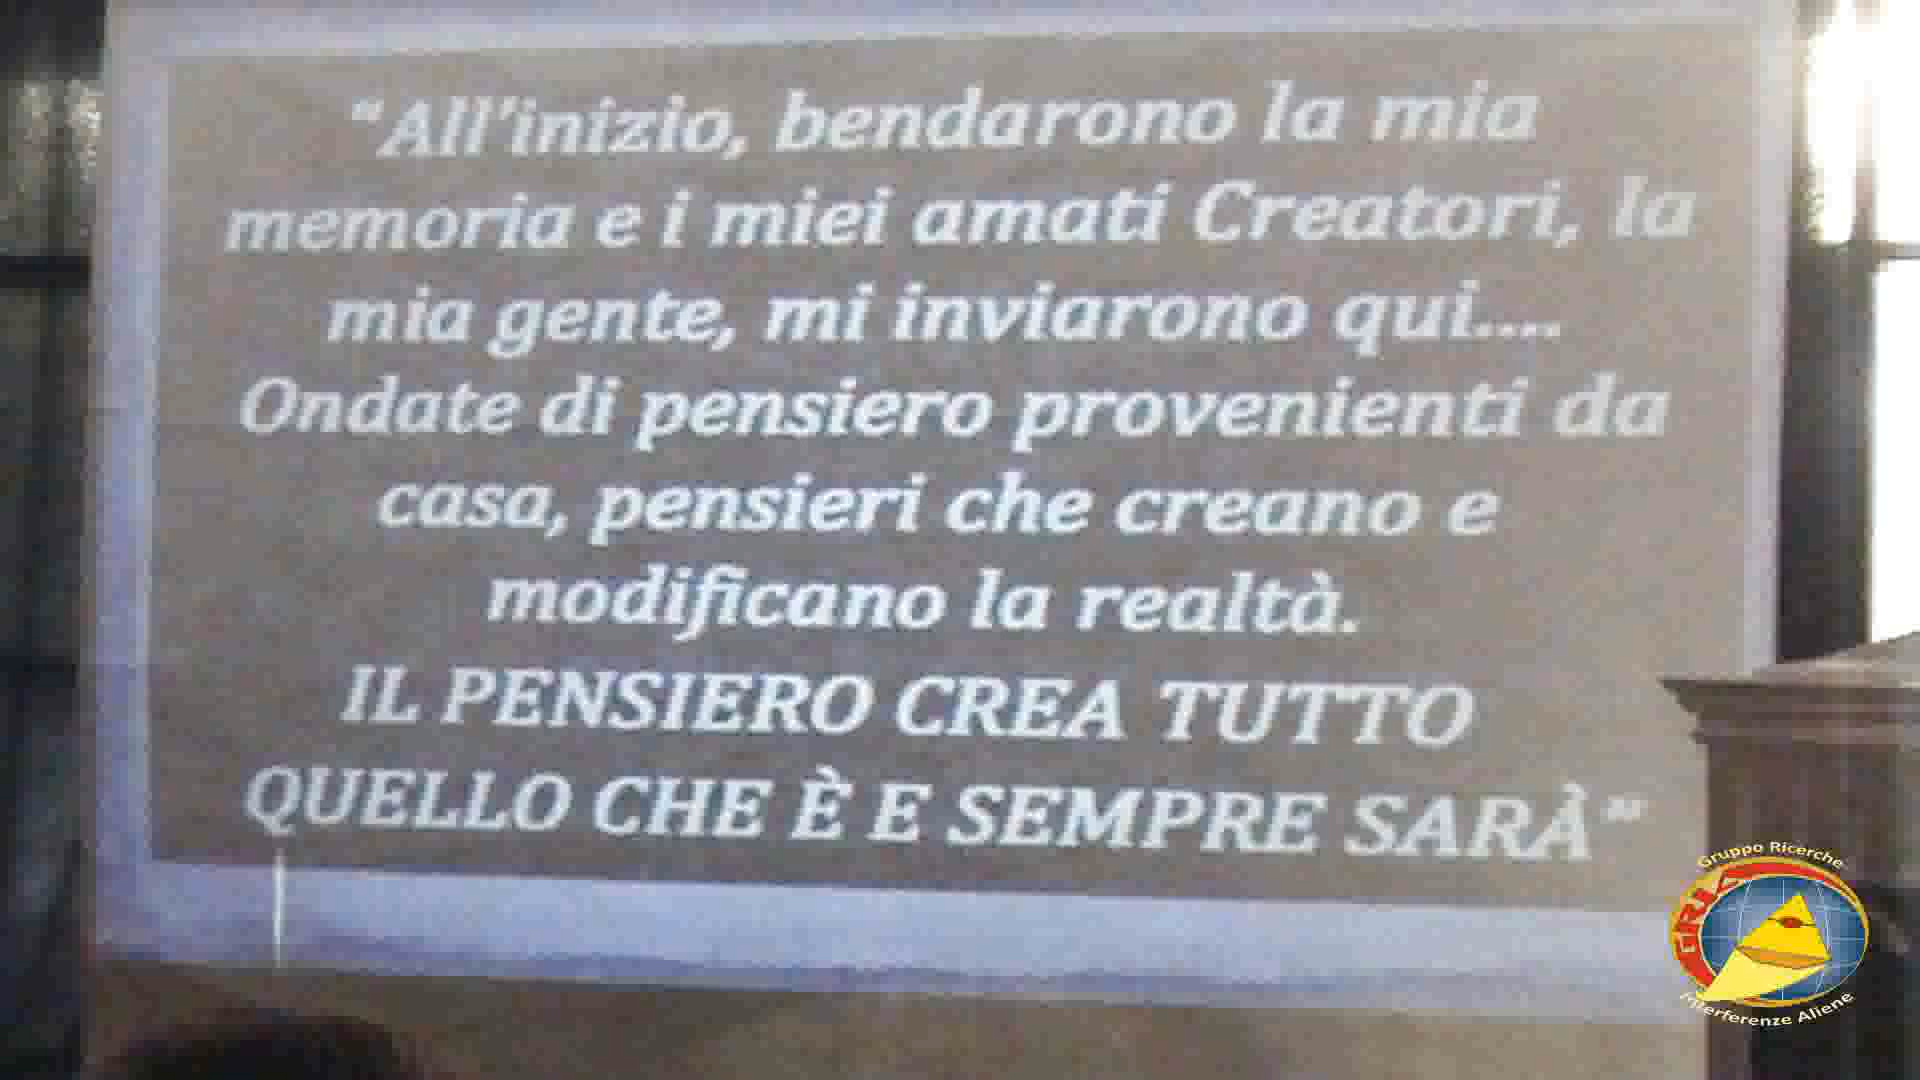 "All'inizio, bendarono la mia
memoria e i miei amati Creatori, la
mia gente, mi inviarono qui....
Ondate di pensiero provenienti da
casa, pensieri che creano e
modificano la realtà.
IL PENSIERO CREA TUTTO
QUELLO CHE È E SEMPRE SARÀ"
Gruppo Ricerche
GRIA
Interferenze Aliene